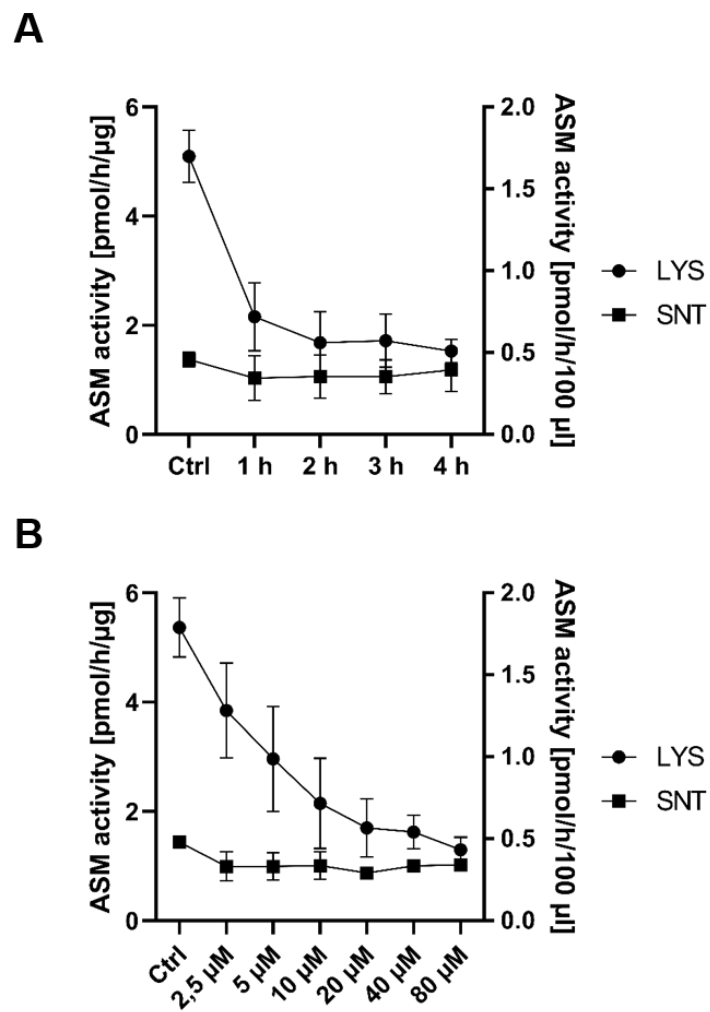 A
ASM activity [pmol/h/µg]
6
4
2
0
ASM activity [pmol/h/100 µl]
2.0
1.5
1.0
0.5
0.0
LYS
SNT
Ctrl 1 h 2 h 3 h 4 h
B
ASM activity [pmol/h/µg]
6
4
2
0
ASM activity [pmol/h/100 µl]
2.0
1.5
1.0
0.5
0.0
LYS
SNT
Ctrl
2,5 µM
5 µM
10 µM
20 µM
40 µM
80 µM